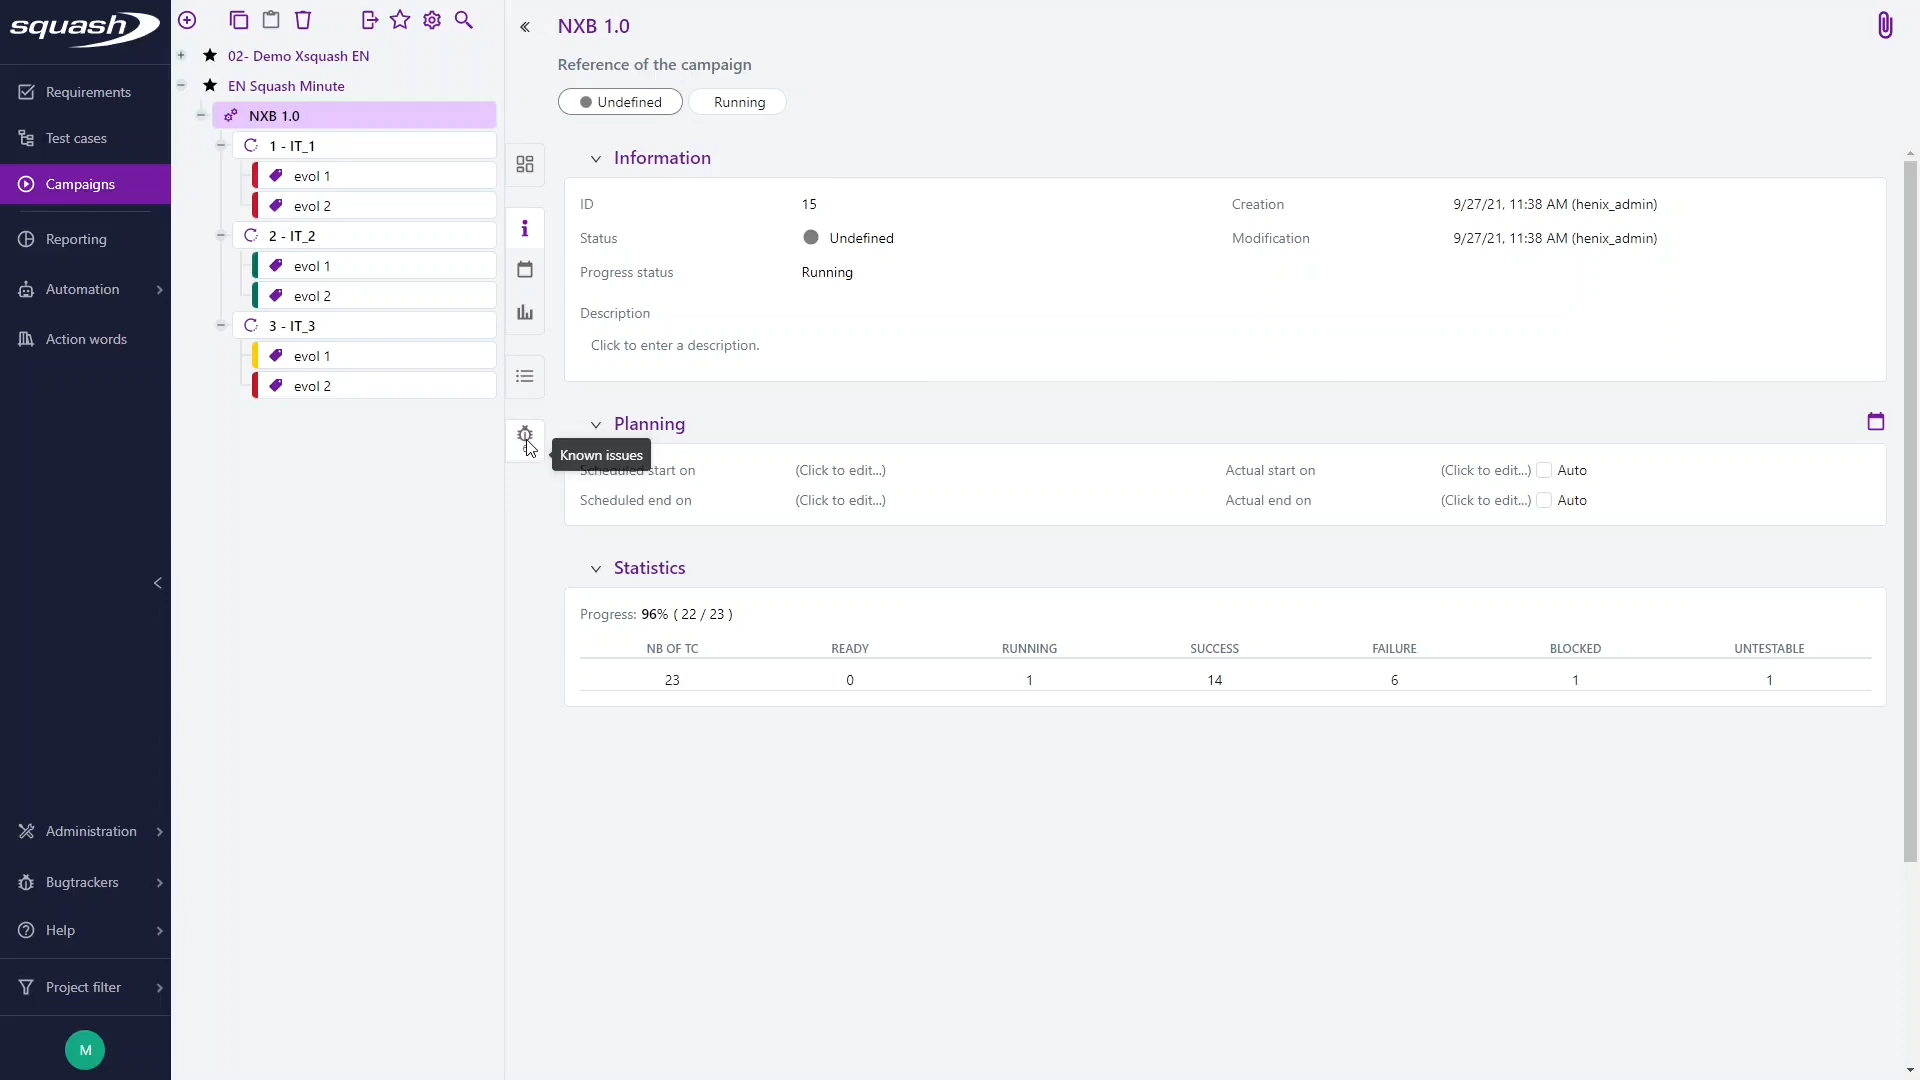 squash
Requirements
Test cases
Campaigns
Reporting
Automation
Action words
Administration
Bugtrackers
Help
Project filter
M
02- Demo Xsquash EN
EN Squash Minute
NXB 1.0
1 - IT_1
evol 1
evol 2
2 - IT_2
evol 1
evol 2
3 - IT_3
evol 1
evol 2
NXB 1.0
Reference of the campaign
Undefined Running
Information
ID 15 Creation 9/27/21, 11:38 AM (henix_admin)
Status Undefined Modification 9/27/21, 11:38 AM (henix_admin)
Progress status Running
Description
Click to enter a description.
Planning
Known issues
Scheduled start on (Click to edit...) Actual start on (Click to edit...) Auto
Scheduled end on (Click to edit...) Actual end on (Click to edit...) Auto
Statistics
Progress: 96% ( 22 / 23 )
NB OF TC READY RUNNING SUCCESS FAILURE BLOCKED UNTESTABLE
23 0 1 14 6 1 1